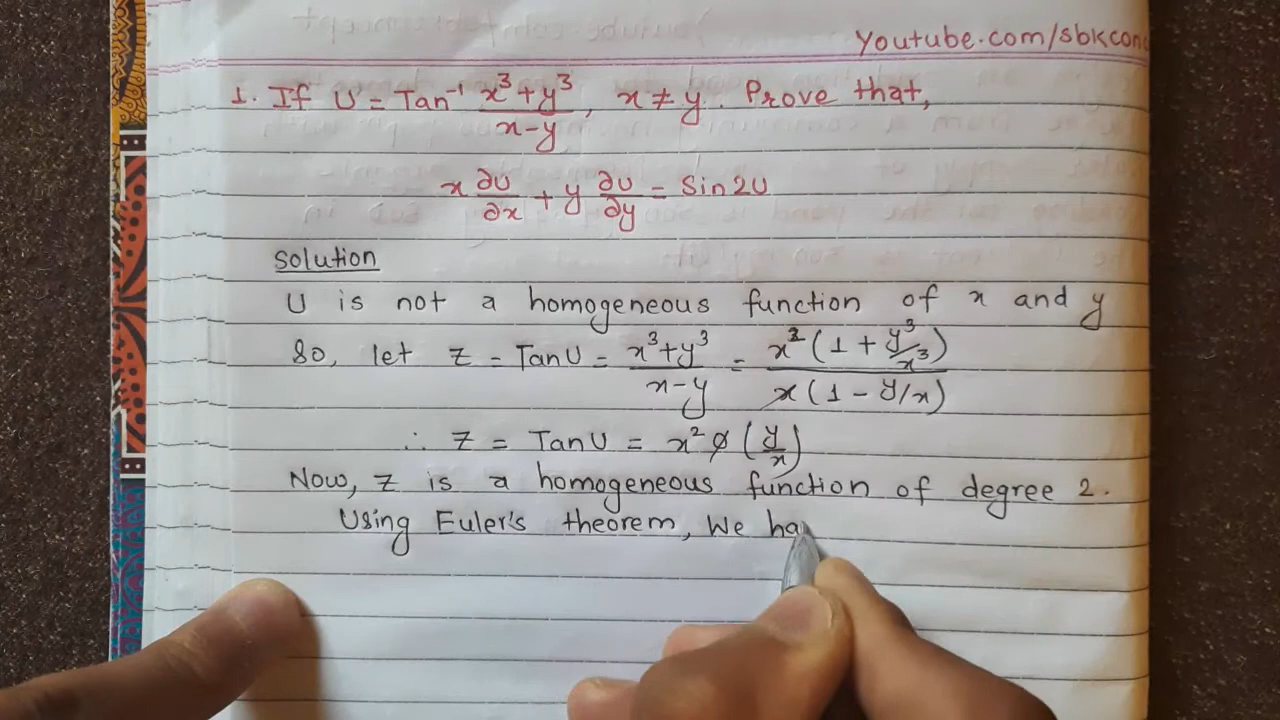 Youtube.com/sbkconc
1. If U = Tan⁻¹ (x³+y³)/(x-y), x ≠ y. Prove that,
x ∂U/∂x + y ∂U/∂y = Sin2U
Solution
U is not a homogeneous function of x and y
So, let Z = TanU = (x³+y³)/(x-y) = x³(1 + y³/x³)/x(1 - y/x)
∴ Z = TanU = x² φ (y/x)
Now, Z is a homogeneous function of degree 2.
Using Euler's theorem, We ha